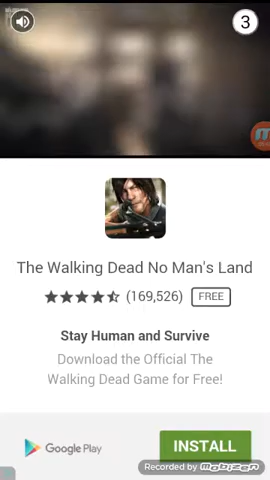 3
The Walking Dead No Man's Land
(169,526) FREE
Stay Human and Survive
Download the Official The
Walking Dead Game for Free!
Google Play
INSTALL
Recorded by mobizen